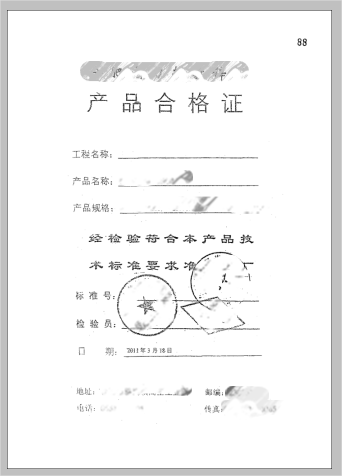 88
产品合格证
工程名称：
产品名称：
产品规格：
经检验符合本产品技
术标准要求准
标准号：
检验员：
日 期：2011年3月18日
地址：
邮编：
电话：
传真：